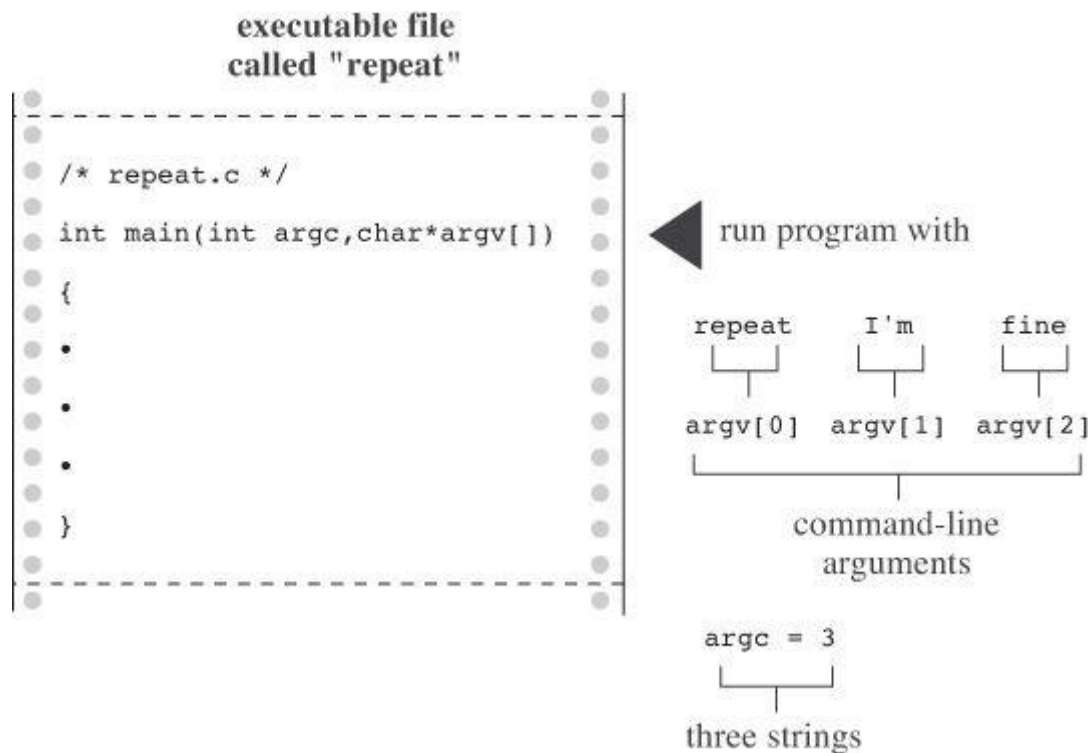 executable file
called "repeat"
/* repeat.c */
int main(int argc,char*argv[])
{
•
•
•
}
run program with
repeat I'm fine
argv[0] argv[1] argv[2]
command-line
arguments
argc = 3
three strings